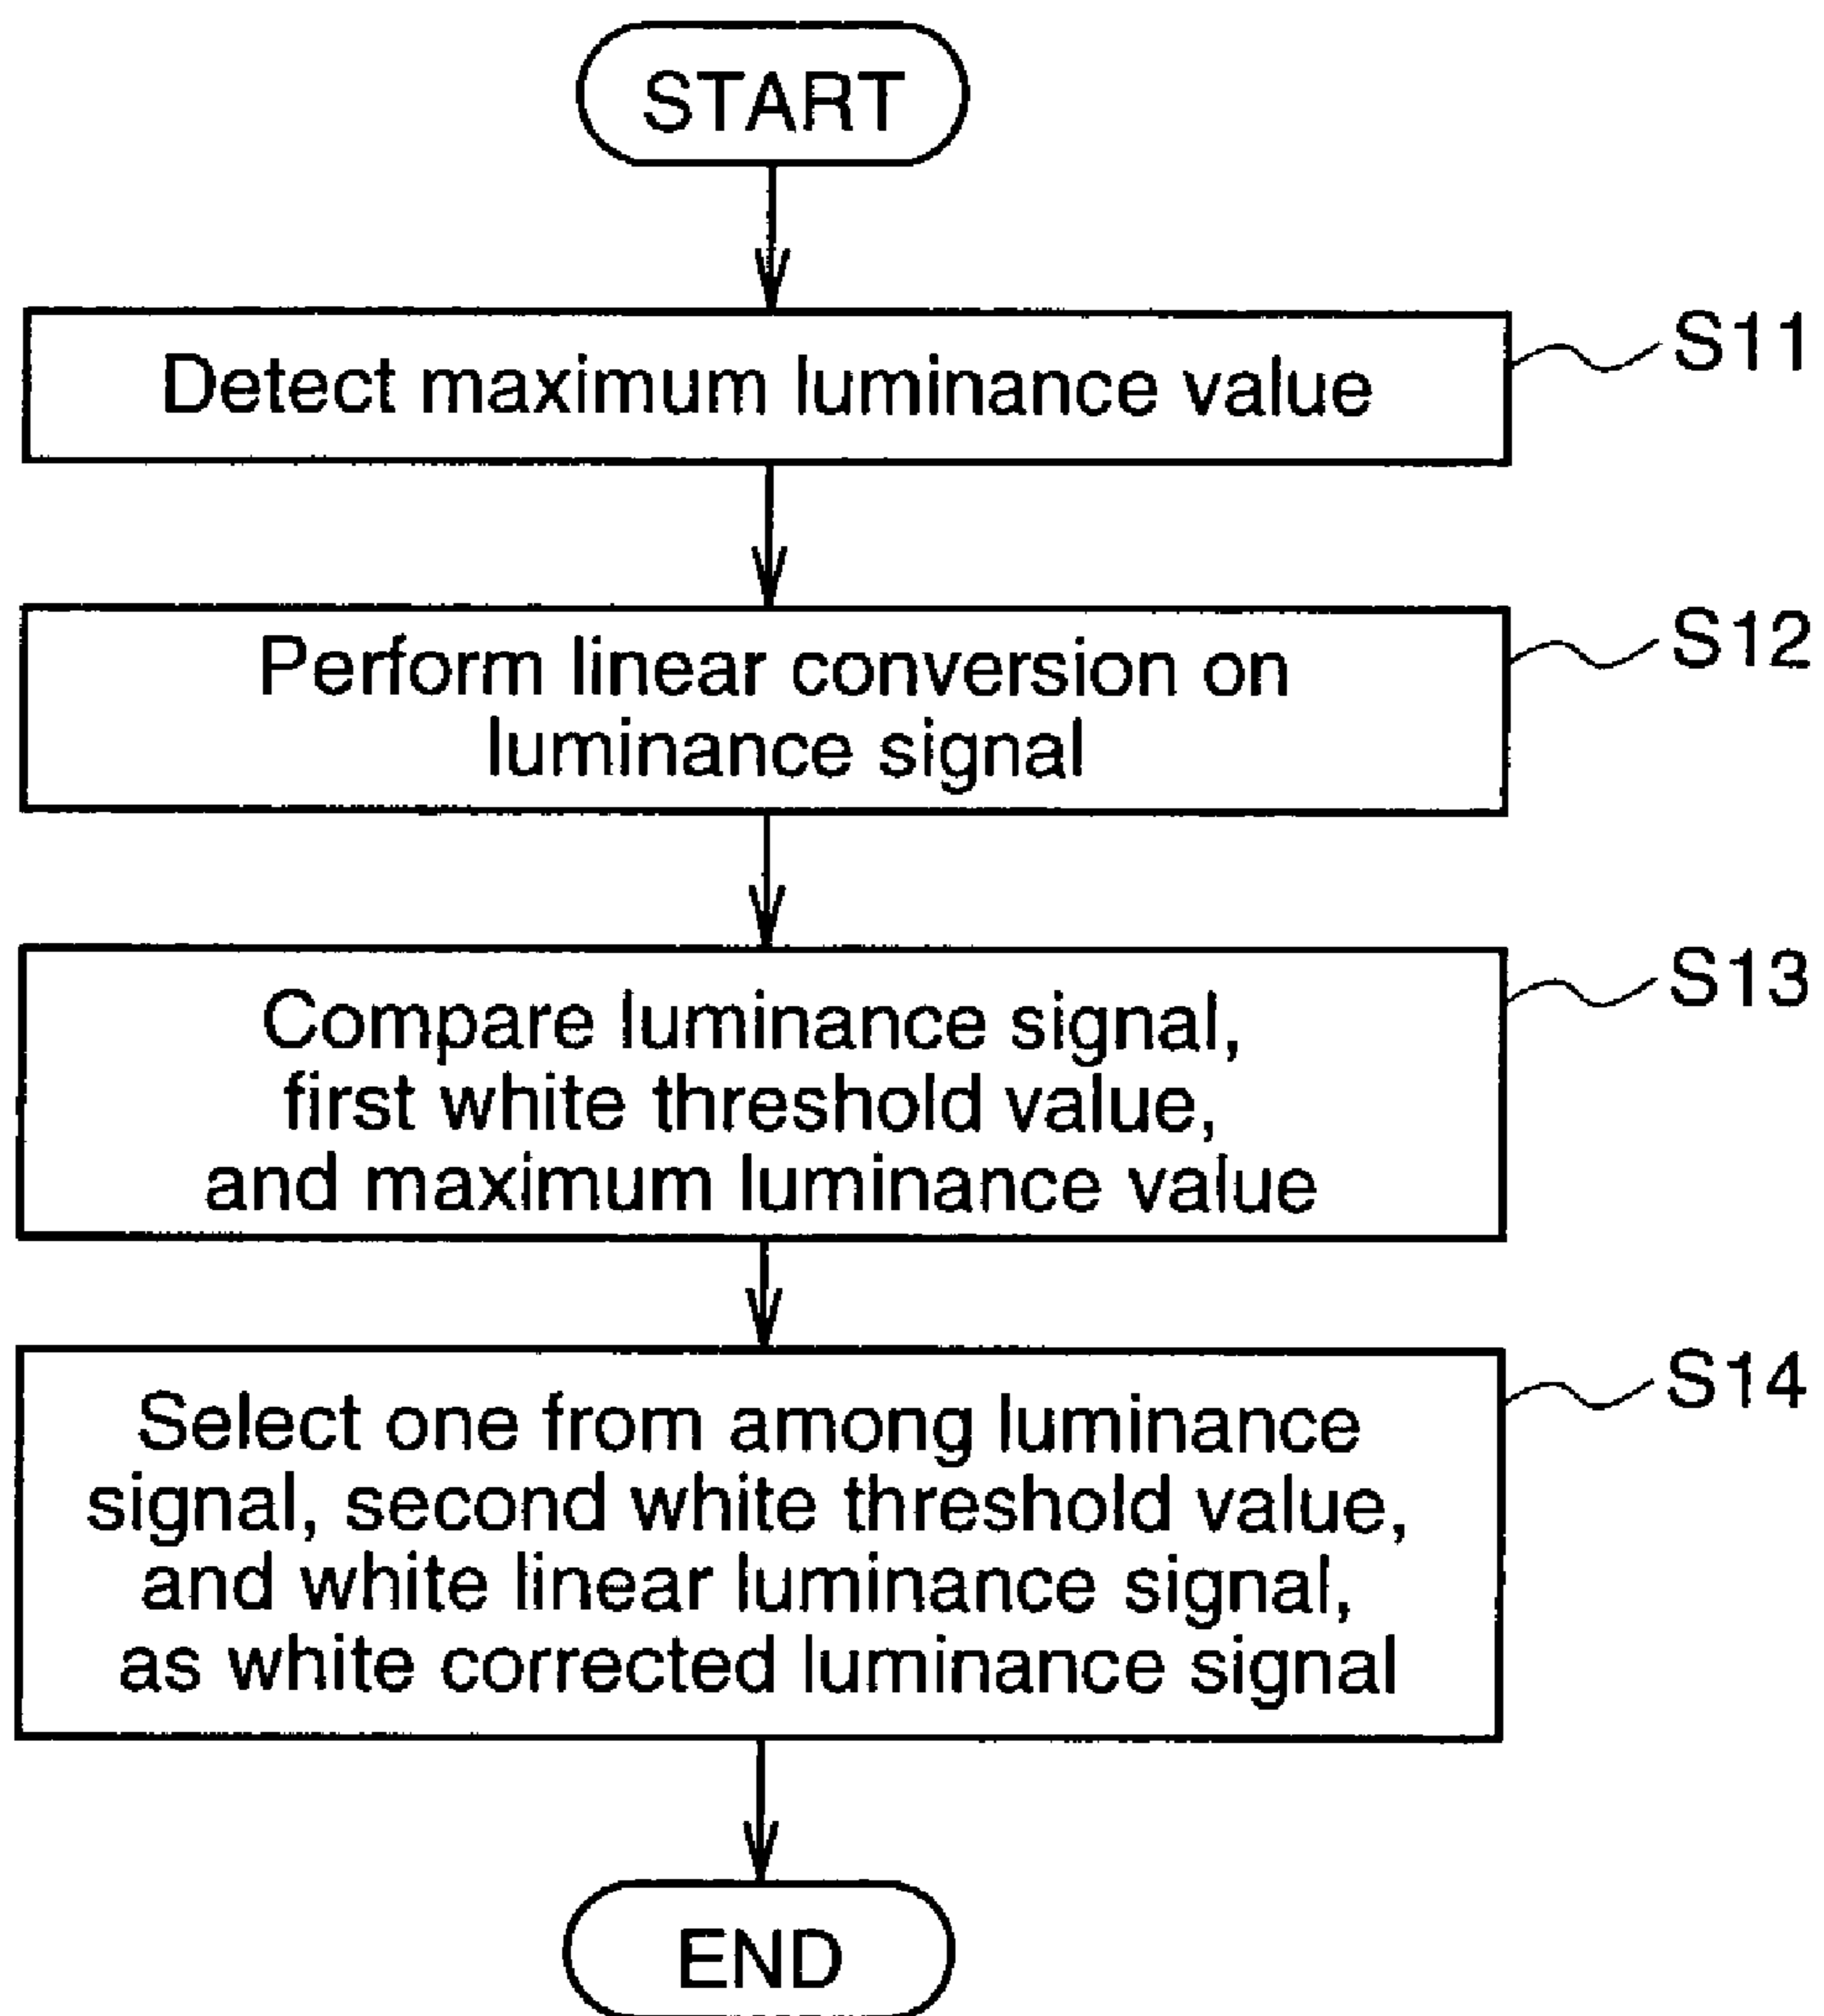 START
Detect maximum luminance value
S11
Perform linear conversion on
luminance signal
S12
Compare luminance signal,
first white threshold value,
and maximum luminance value
S13
Select one from among luminance
signal, second white threshold value,
and white linear luminance signal,
as white corrected luminance signal
S14
END